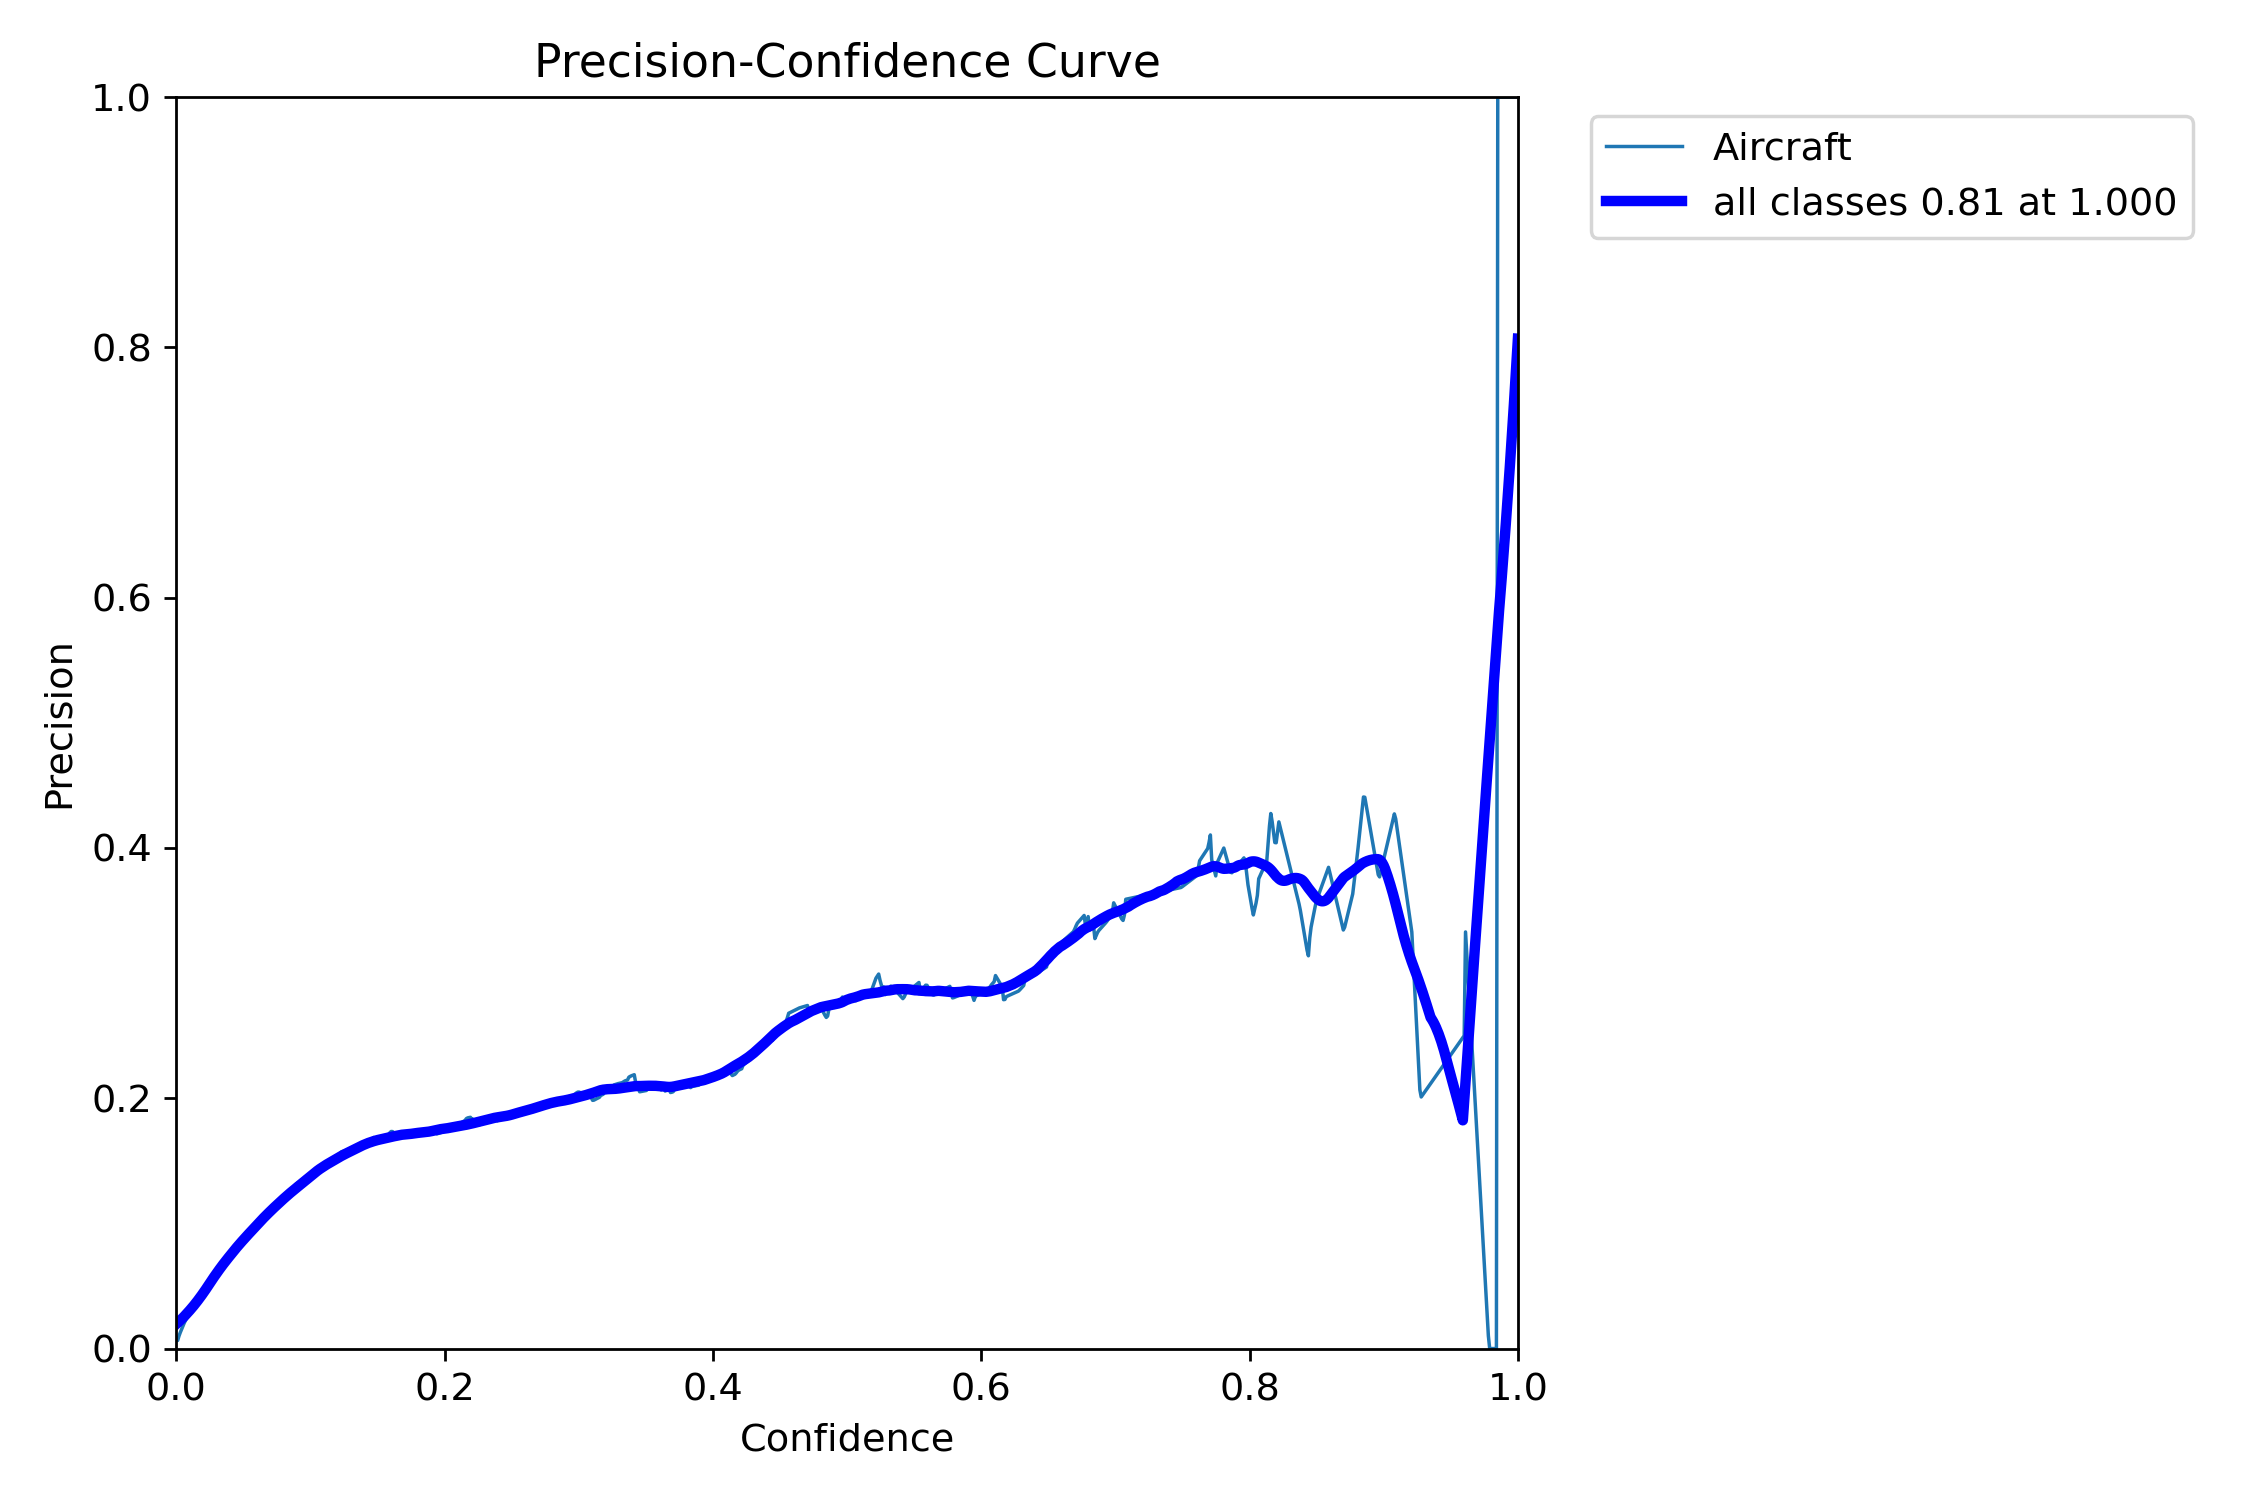 Precision-Confidence Curve
1.0
0.8
0.6
0.4
0.2
0.0
Precision
0.0 0.2 0.4 0.6 0.8 1.0
Confidence
Aircraft
all classes 0.81 at 1.000